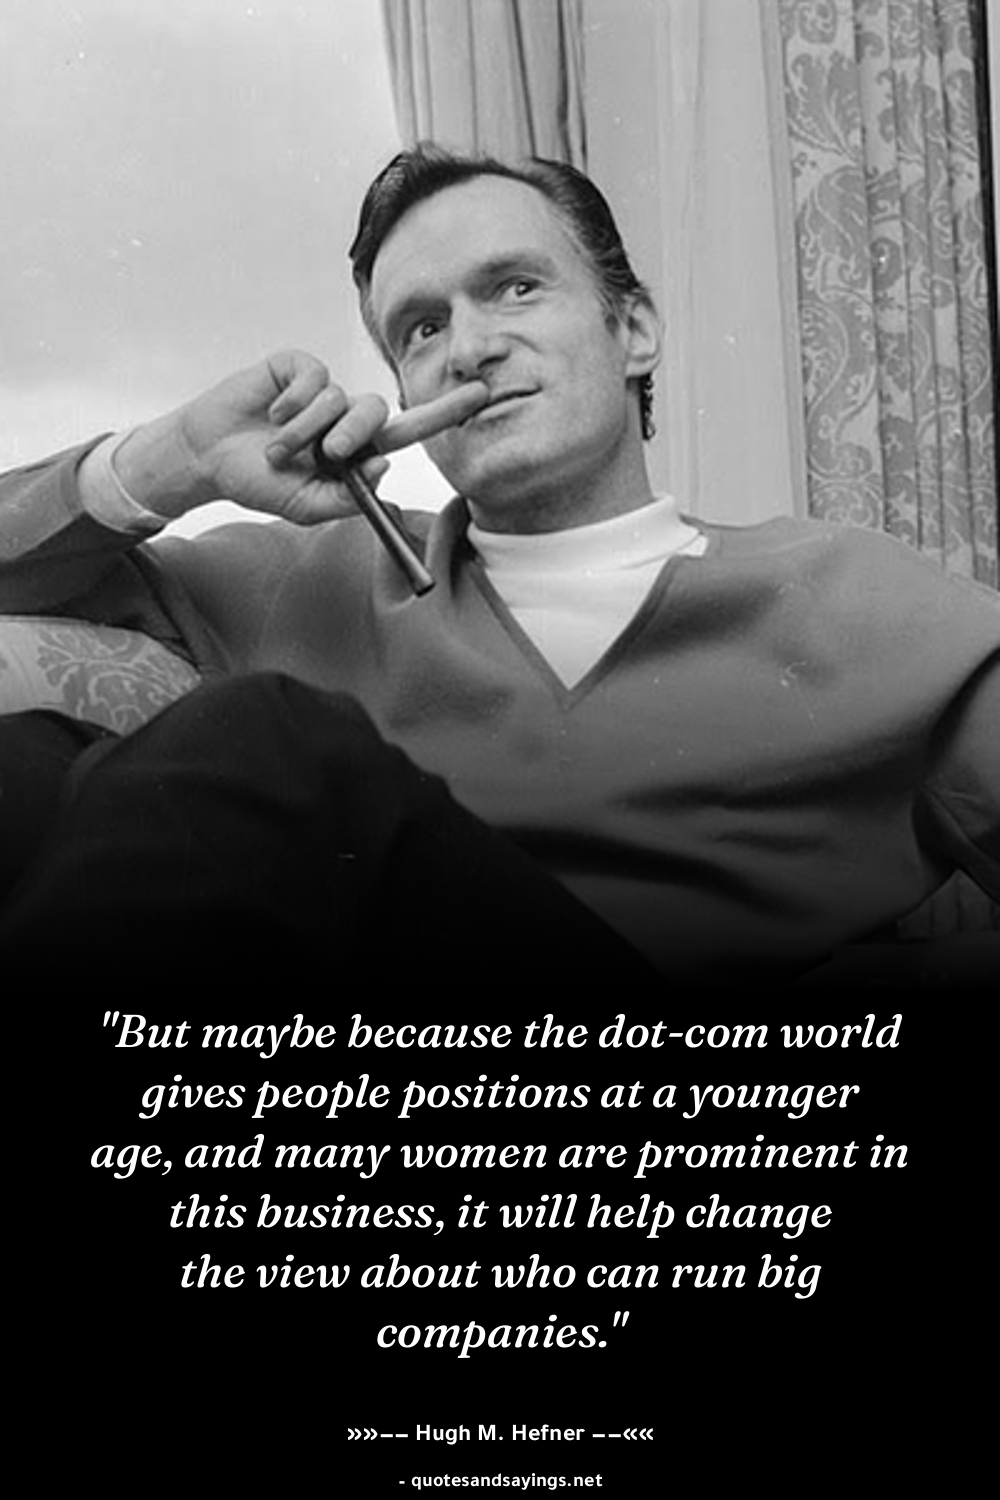 "But maybe because the dot-com world
gives people positions at a younger
age, and many women are prominent in
this business, it will help change
the view about who can run big
companies."
»»−− Hugh M. Hefner −−««
- quotesandsayings.net